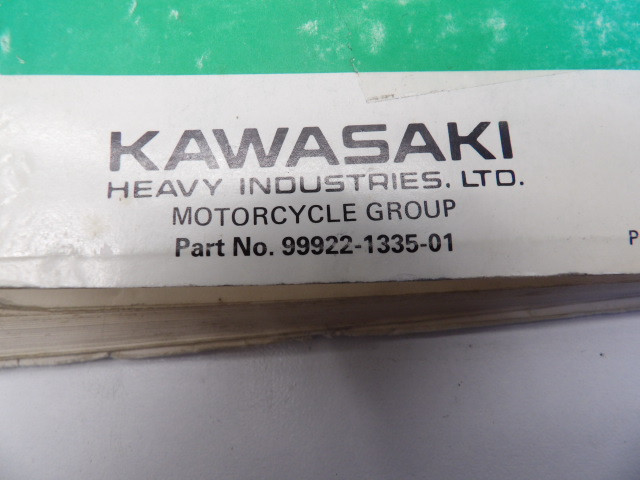 KAWASAKI
HEAVY INDUSTRIES, LTD.
MOTORCYCLE GROUP
Part No. 99922-1335-01
P